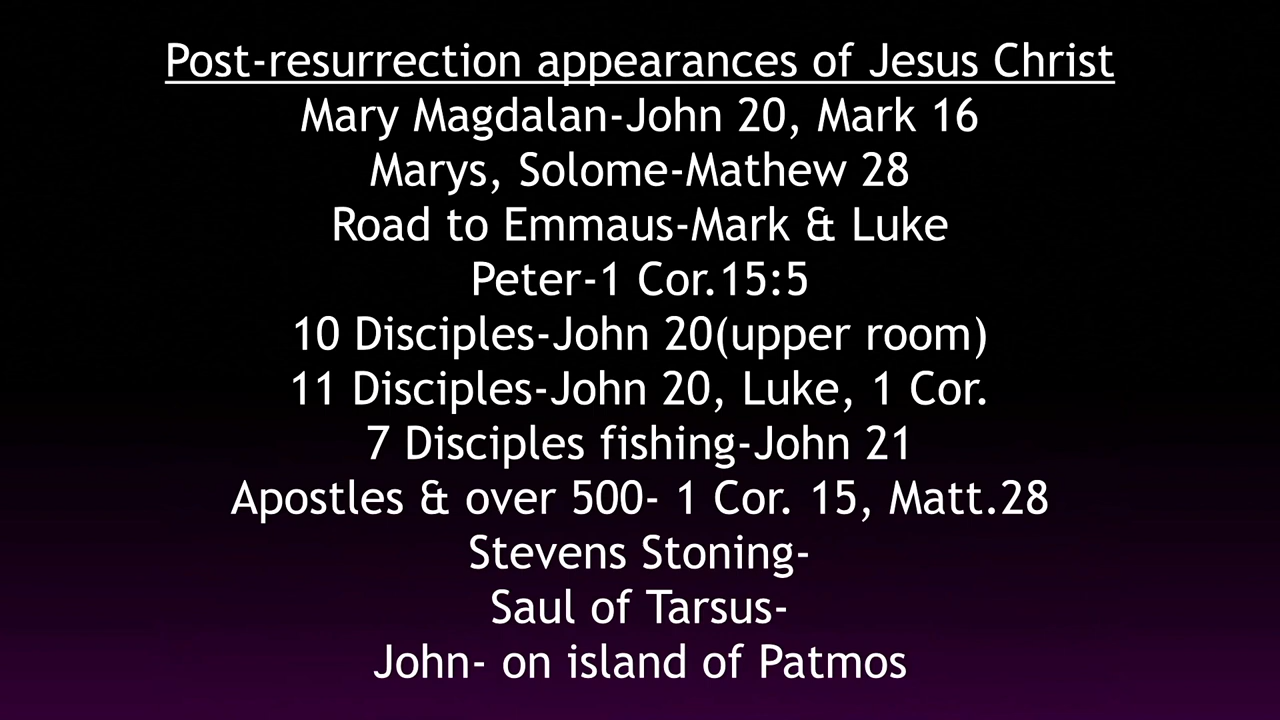 Post-resurrection appearances of Jesus Christ
Mary Magdalan-John 20, Mark 16
Marys, Solome-Mathew 28
Road to Emmaus-Mark & Luke
Peter-1 Cor.15:5
10 Disciples-John 20(upper room)
11 Disciples-John 20, Luke, 1 Cor.
7 Disciples fishing-John 21
Apostles & over 500- 1 Cor. 15, Matt.28
Stevens Stoning-
Saul of Tarsus-
John- on island of Patmos